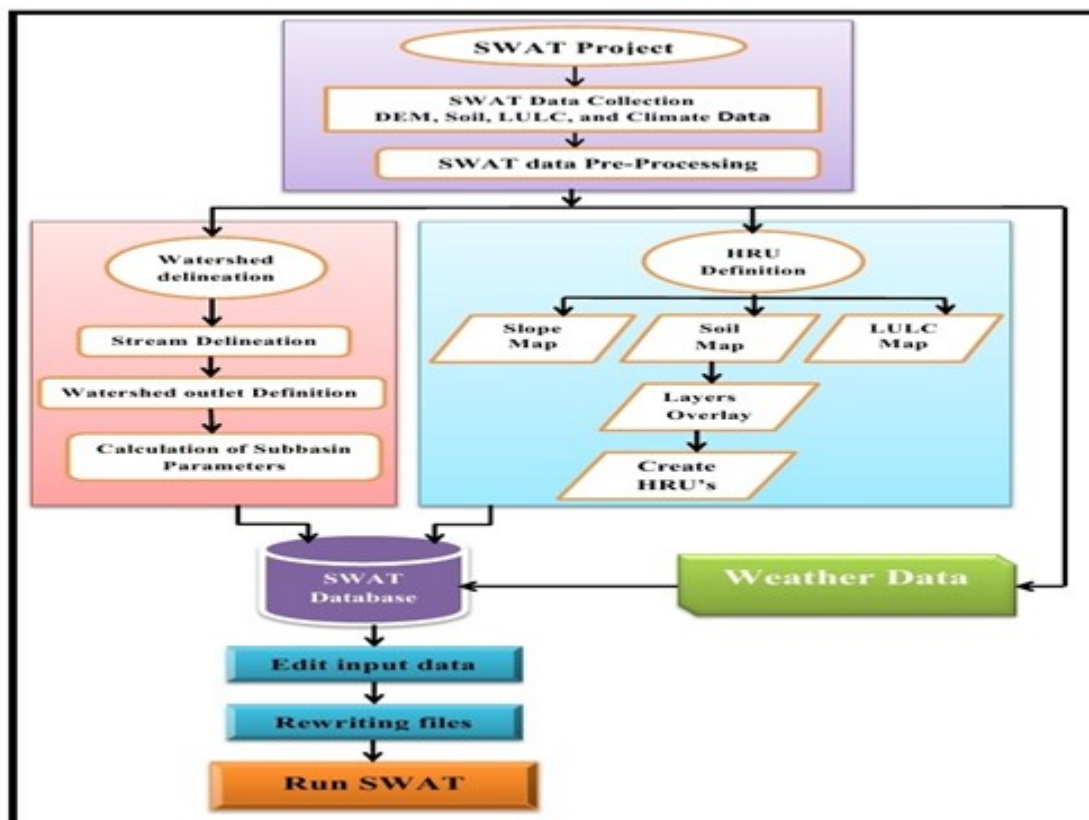 SWAT Project
SWAT Data Collection
DEM, Soil, LULC, and Climate Data
SWAT data Pre-Processing
Watershed
delineation
Stream Delineation
Watershed outlet Definition
Calculation of Subbasin
Parameters
HRU
Definition
Slope
Map
Soil
Map
LULC
Map
Layers
Overlay
Create
HRU's
SWAT
Database
Weather Data
Edit input data
Rewriting files
Run SWAT